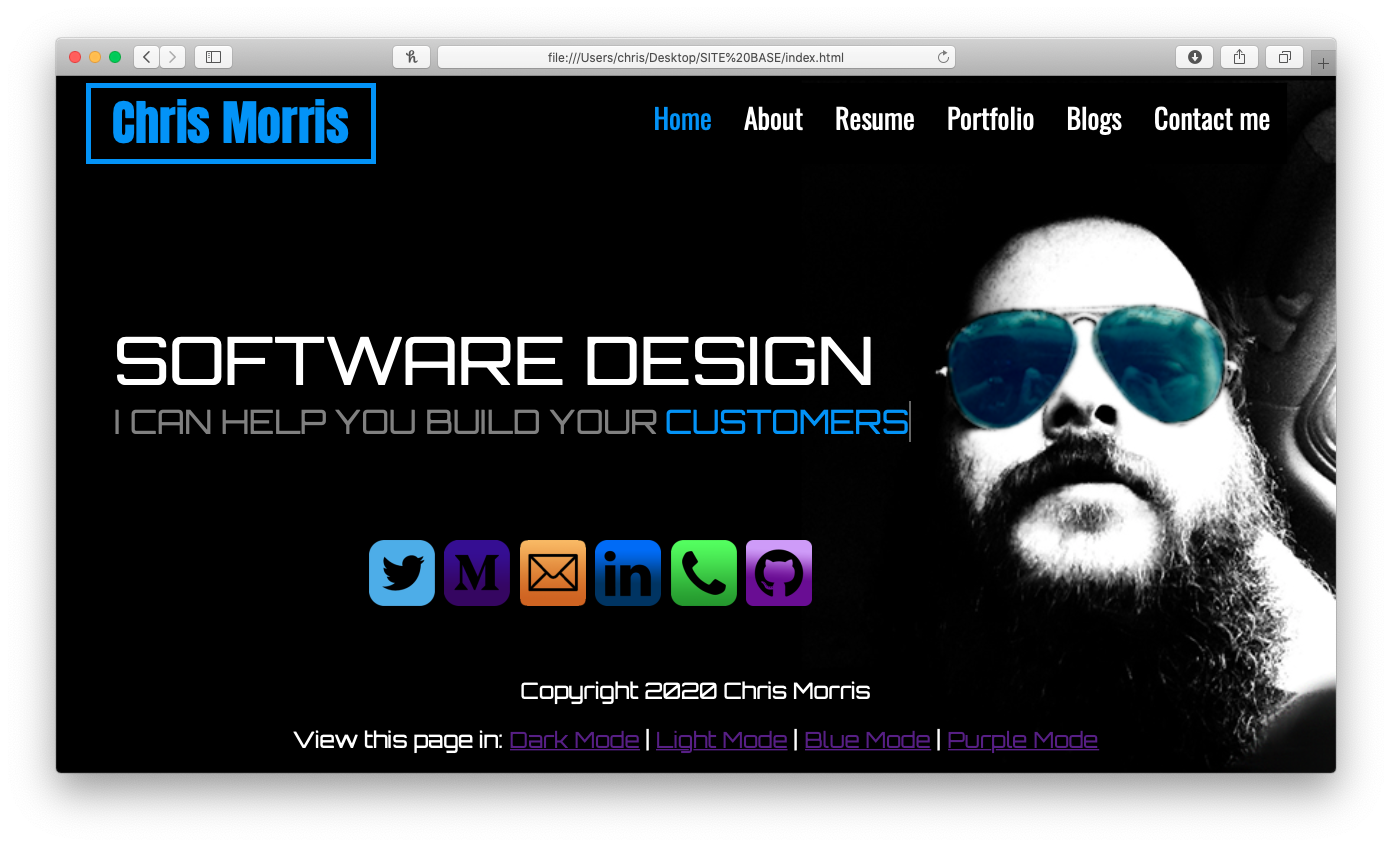 file:///Users/chris/Desktop/SITE%20BASE/index.html
Chris Morris
Home About Resume Portfolio Blogs Contact me
SOFTWARE DESIGN
I CAN HELP YOU BUILD YOUR CUSTOMERS
M in
Copyright 2020 Chris Morris
View this page in: Dark Mode | Light Mode | Blue Mode | Purple Mode